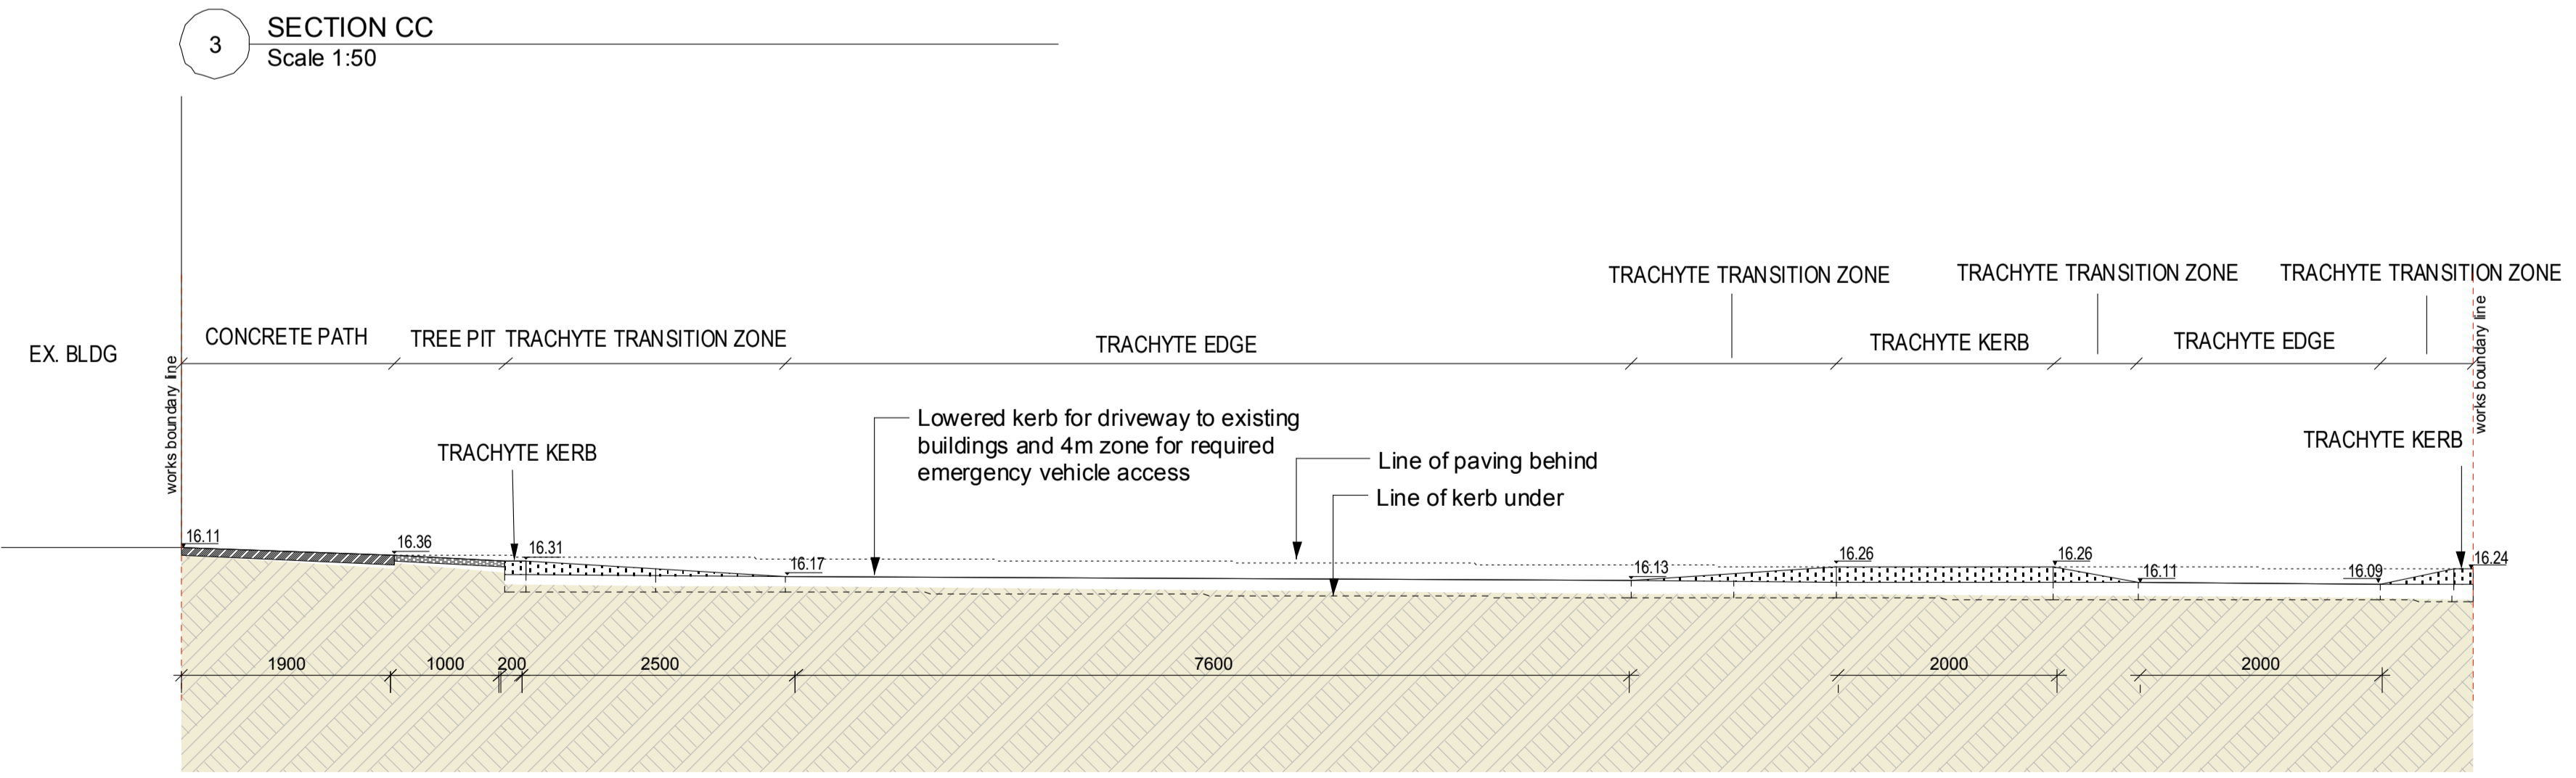 3
SECTION CC
Scale 1:50
TRACHYTE TRANSITION ZONE
TRACHYTE TRANSITION ZONE
TRACHYTE TRANSITION ZONE
EX. BLDG
works boundary line
CONCRETE PATH
TREE PIT
TRACHYTE TRANSITION ZONE
TRACHYTE EDGE
TRACHYTE KERB
TRACHYTE EDGE
works boundary line
TRACHYTE KERB
Lowered kerb for driveway to existing
buildings and 4m zone for required
emergency vehicle access
Line of paving behind
Line of kerb under
TRACHYTE KERB
16.11
16.36
16.31
16.17
16.13
16.26
16.26
16.11
16.09
16.24
1900
1000
200
2500
7600
2000
2000